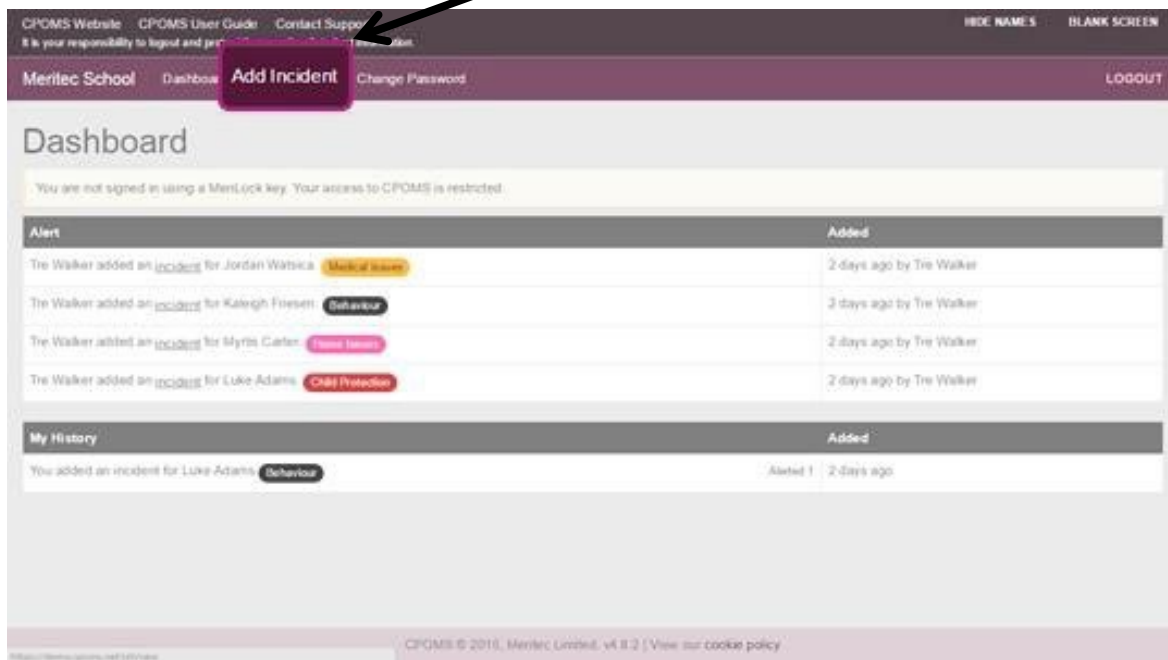 CPOMS Website CPOMS User Guide Contact Suppo HIDE NAMES BLANK SCREEN
It is your responsibility to logout and
Meritec School Dashboa Add Incident Change Password LOGOUT
Dashboard
You are not signed in using a MeriLock key. Your access to CPOMS is restricted.
Alert Added
Tre Walker added an incident for Jordan Watsica. Medical Issues 2 days ago by Tre Walker
Tre Walker added an incident for Kaleigh Friesen. Behaviour 2 days ago by Tre Walker
Tre Walker added an incident for Myrtis Carter. Home Issues 2 days ago by Tre Walker
Tre Walker added an incident for Luke Adams. Child Protection 2 days ago by Tre Walker
My History Added
You added an incident for Luke Adams Behaviour Alerted 1 2 days ago
CPOMS © 2016, Meritec Limited. v4.8.2 | View our cookie policy